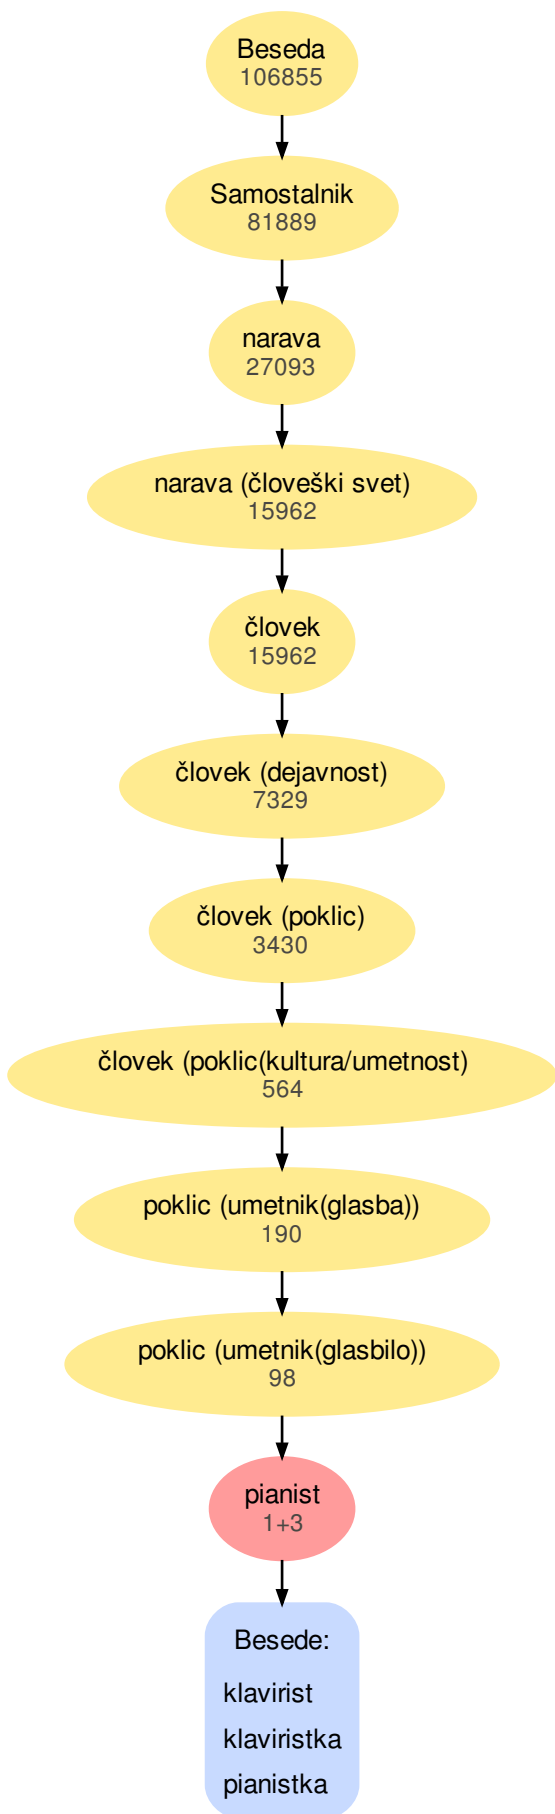 Beseda
106855
Samostalnik
81889
narava
27093
narava (človeški svet)
15962
človek
15962
človek (dejavnost)
7329
človek (poklic)
3430
človek (poklic(kultura/umetnost)
564
poklic (umetnik(glasba))
190
poklic (umetnik(glasbilo))
98
pianist
1+3
Besede:
klavirist
klaviristka
pianistka